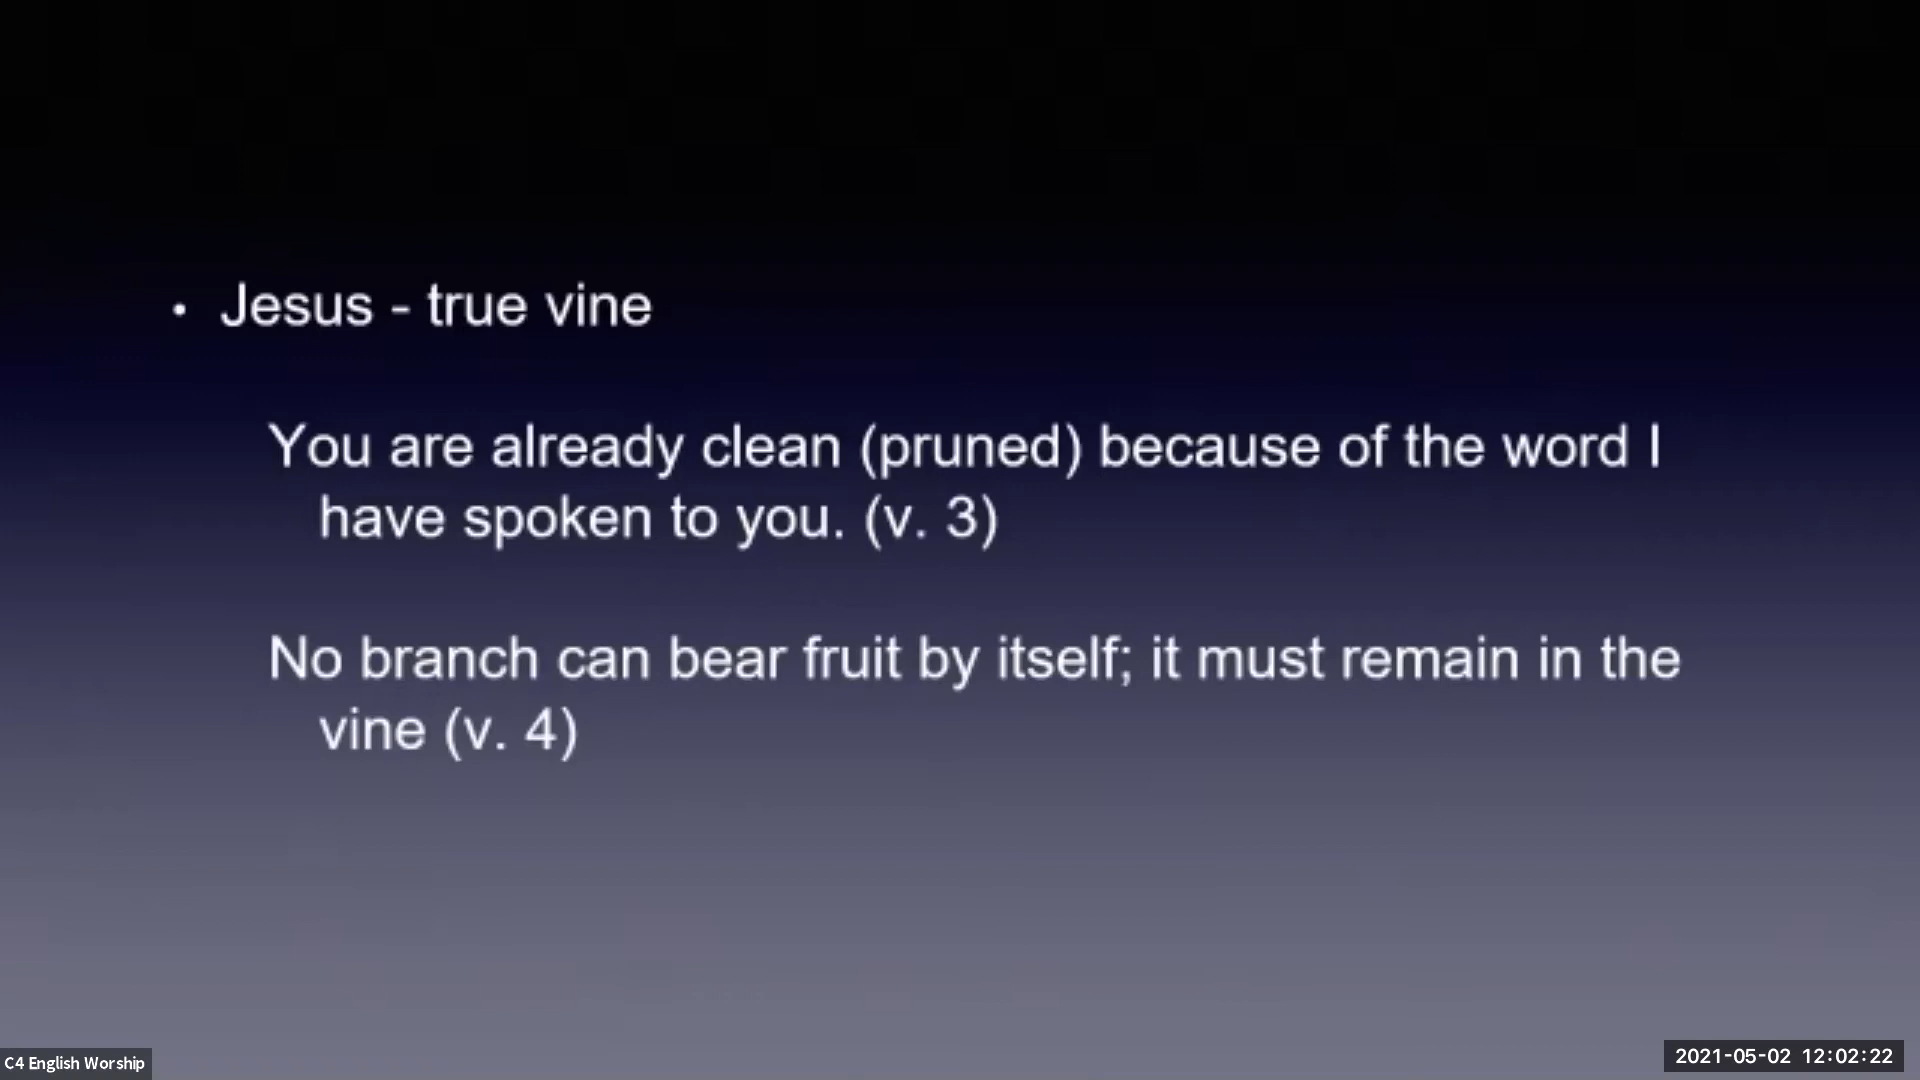 • Jesus - true vine
You are already clean (pruned) because of the word I
have spoken to you. (v. 3)
No branch can bear fruit by itself; it must remain in the
vine (v. 4)
C4 English Worship
2021-05-02 12:02:22